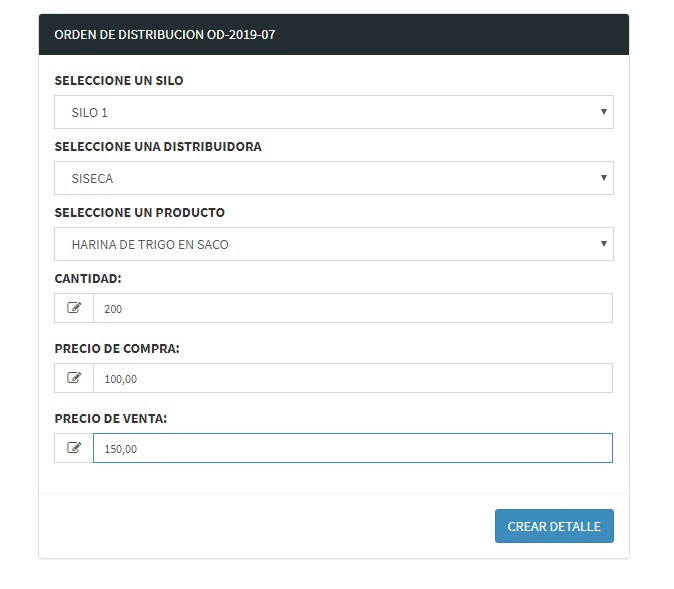 ORDEN DE DISTRIBUCION OD-2019-07
SELECCIONE UN SILO
SILO 1
SELECCIONE UNA DISTRIBUIDORA
SISECA
SELECCIONE UN PRODUCTO
HARINA DE TRIGO EN SACO
CANTIDAD:
200
PRECIO DE COMPRA:
100,00
PRECIO DE VENTA:
150,00
CREAR DETALLE